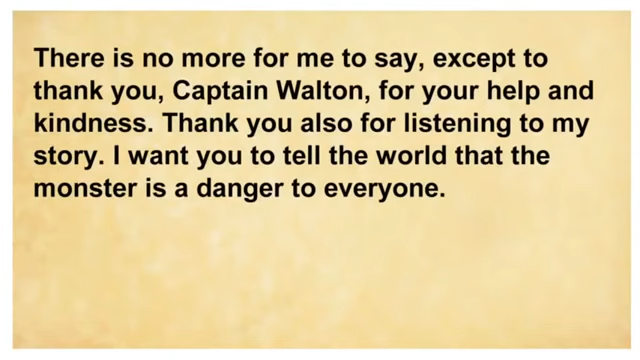 There is no more for me to say, except to
thank you, Captain Walton, for your help and
kindness. Thank you also for listening to my
story. I want you to tell the world that the
monster is a danger to everyone.